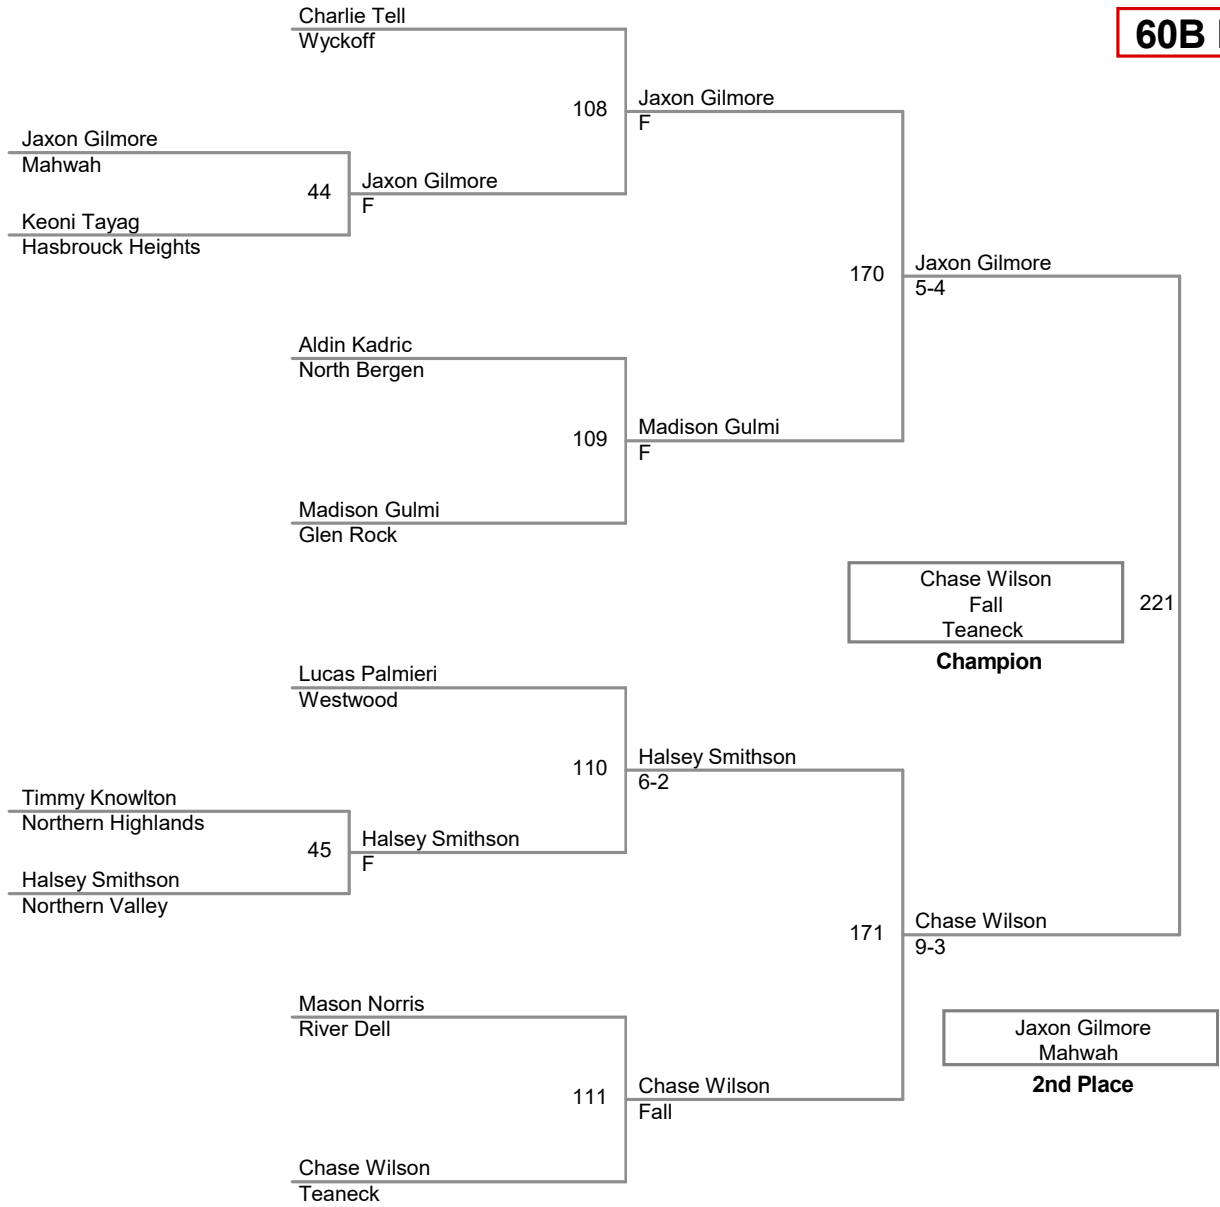 Charlie Tell
Wyckoff
60B
108
Jaxon Gilmore
F
Jaxon Gilmore
Mahwah
44
Jaxon Gilmore
F
Keoni Tayag
Hasbrouck Heights
170
Jaxon Gilmore
5-4
Aldin Kadric
North Bergen
109
Madison Gulmi
F
Madison Gulmi
Glen Rock
Chase Wilson
Fall
Teaneck
Champion
221
Lucas Palmieri
Westwood
110
Halsey Smithson
6-2
Timmy Knowlton
Northern Highlands
45
Halsey Smithson
F
Halsey Smithson
Northern Valley
171
Chase Wilson
9-3
Mason Norris
River Dell
Jaxon Gilmore
Mahwah
2nd Place
111
Chase Wilson
Fall
Chase Wilson
Teaneck